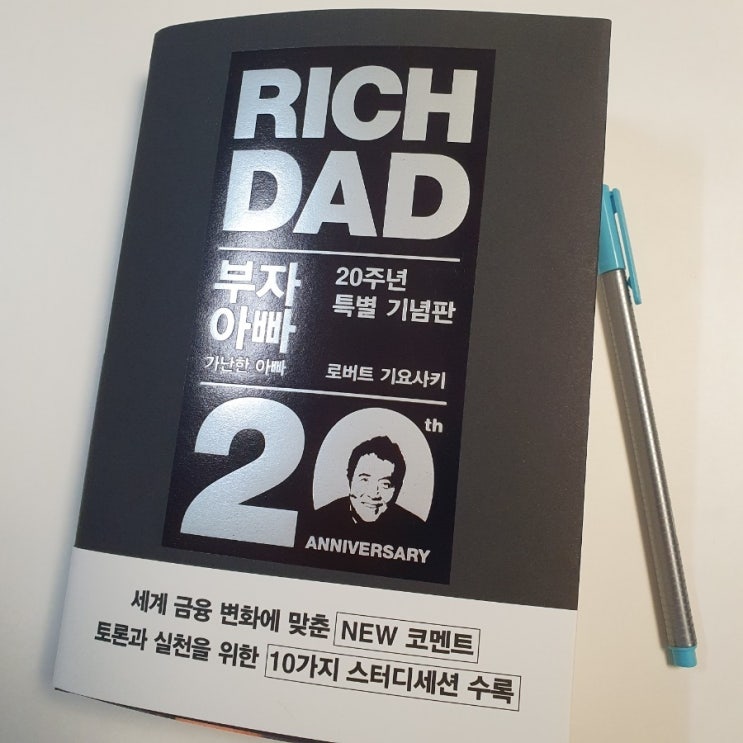 RICH
DAD
부자
아빠
가난한 아빠
20주년
특별 기념판
로버트 기요사키
20th
ANNIVERSARY
세계 금융 변화에 맞춘 NEW 코멘트
토론과 실천을 위한 10가지 스터디세션 수록